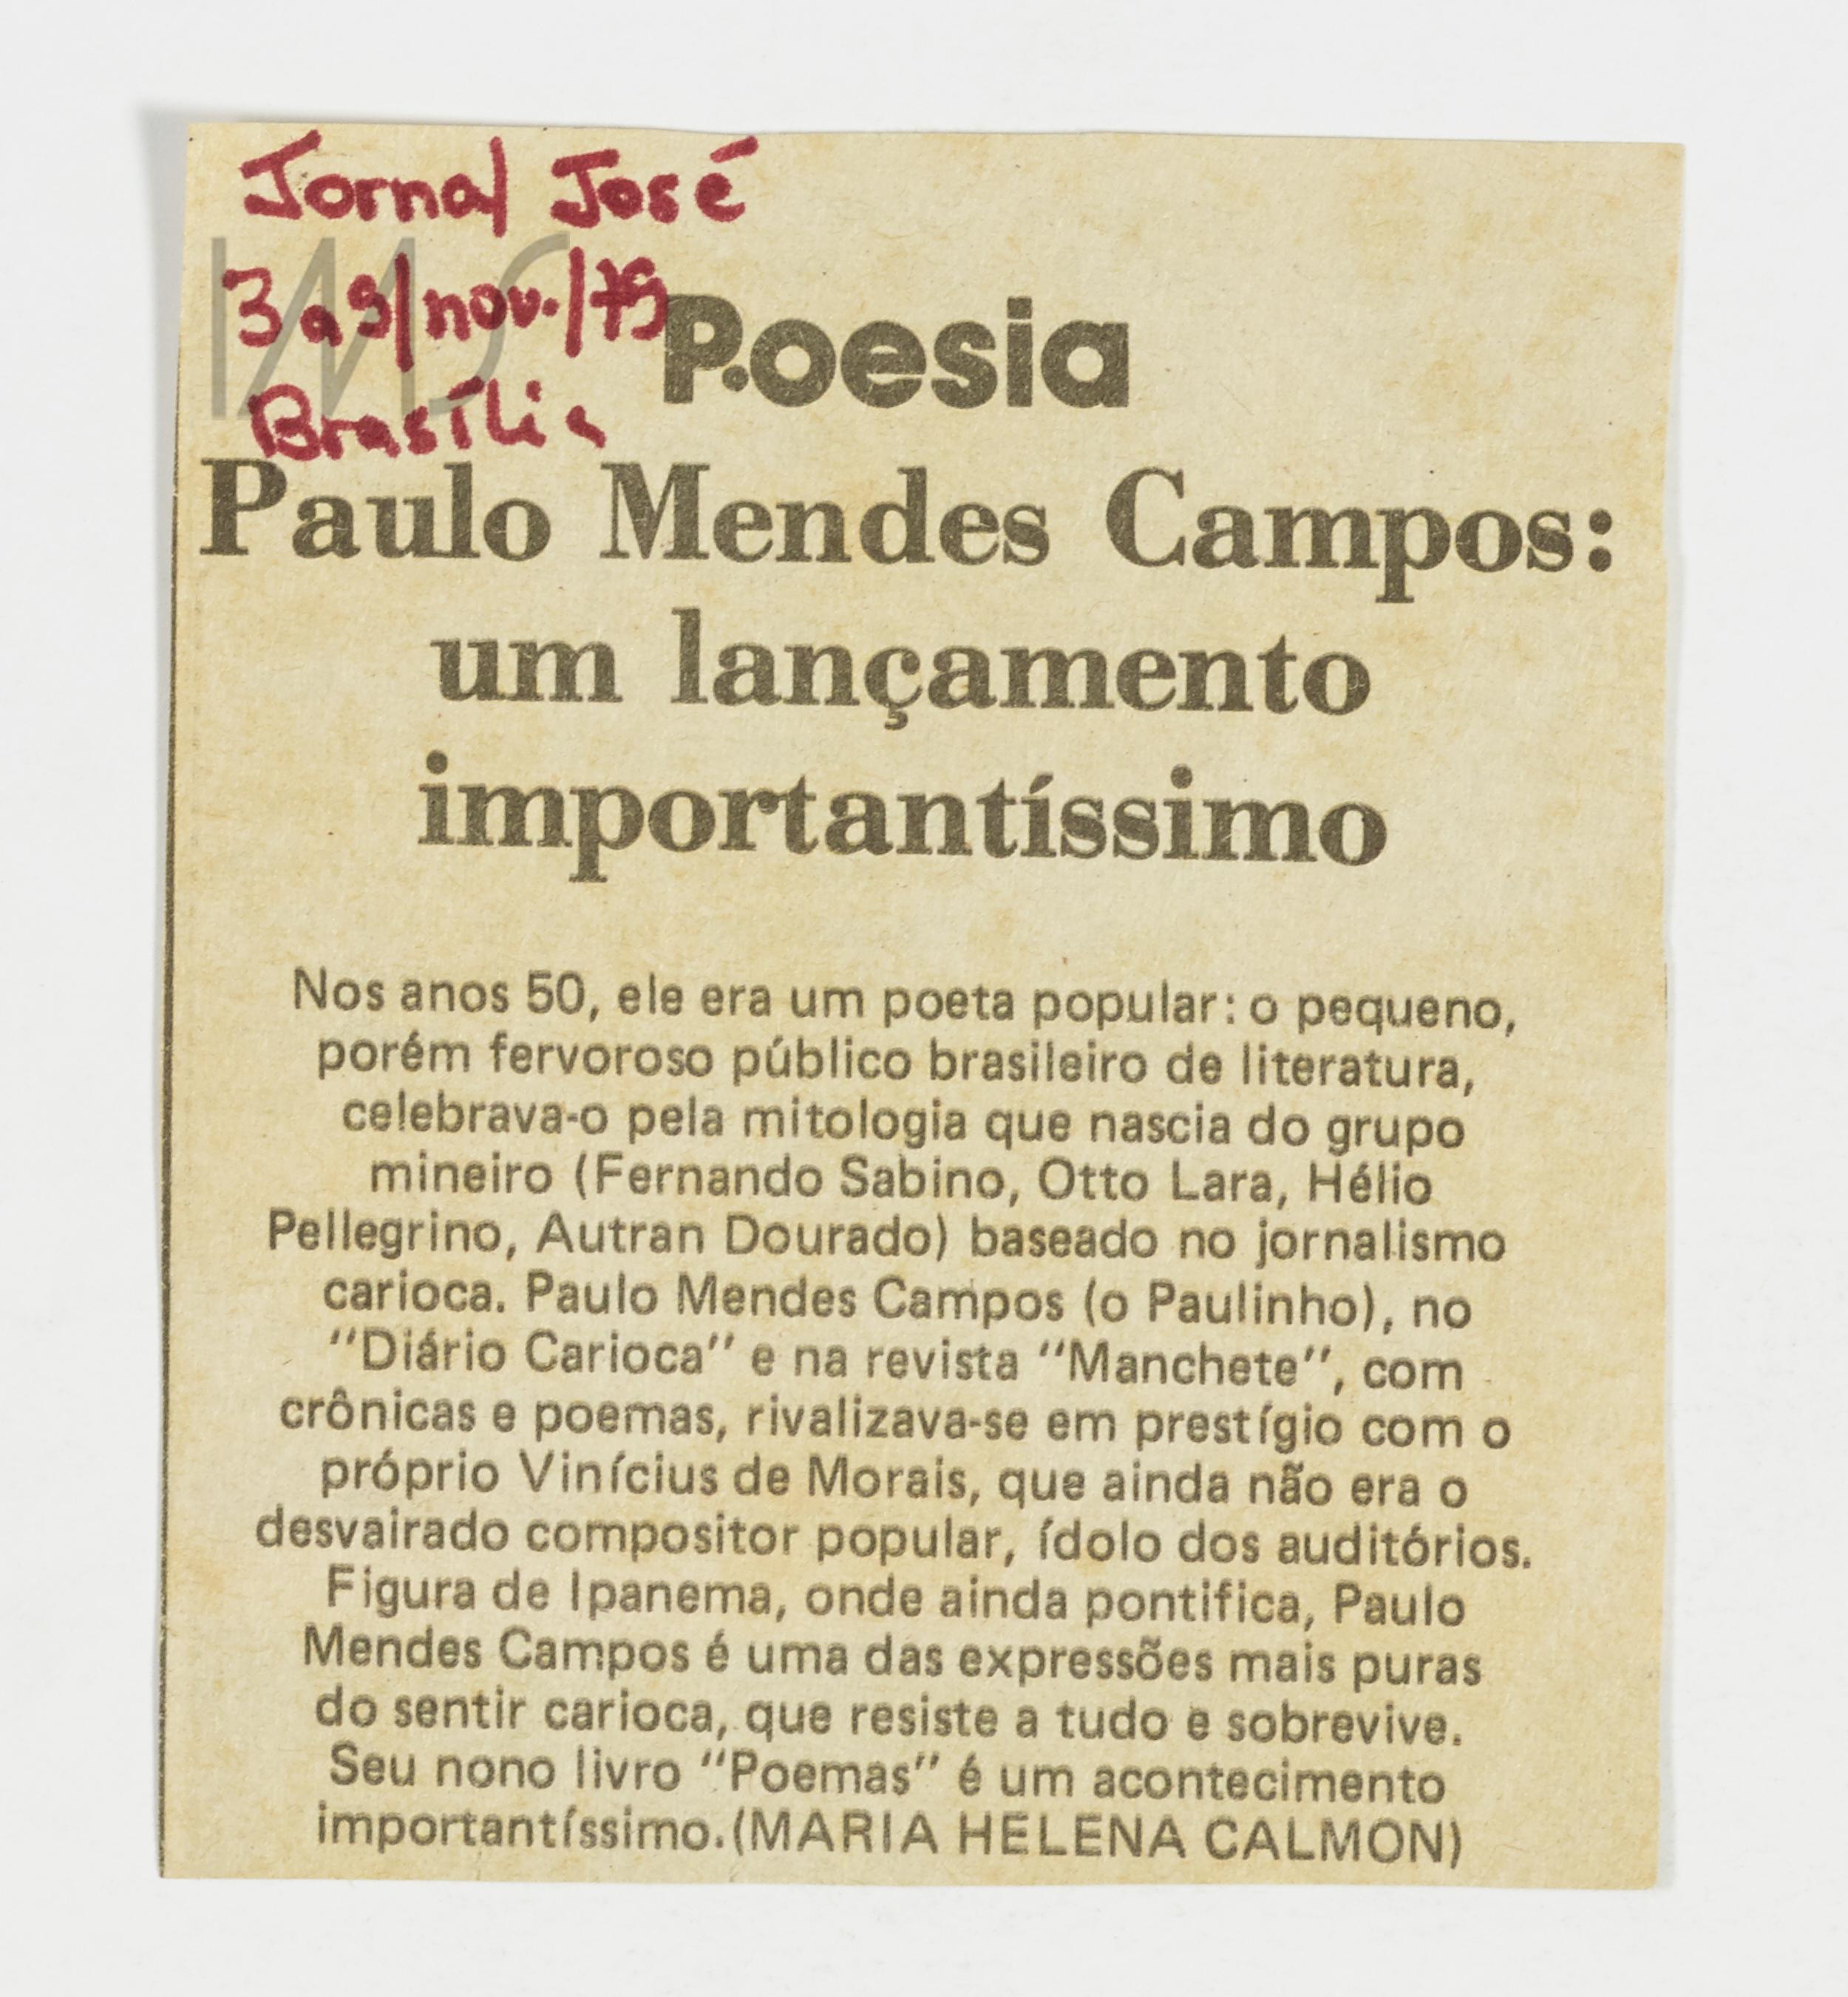 Jornal José
3 a 9/nov./79
Brasília
IMS
Poesia
Paulo Mendes Campos:
um lançamento
importantíssimo
Nos anos 50, ele era um poeta popular: o pequeno,
porém fervoroso público brasileiro de literatura,
celebrava-o pela mitologia que nascia do grupo
mineiro (Fernando Sabino, Otto Lara, Hélio
Pellegrino, Autran Dourado) baseado no jornalismo
carioca. Paulo Mendes Campos (o Paulinho), no
"Diário Carioca" e na revista "Manchete", com
crônicas e poemas, rivalizava-se em prestígio com o
próprio Vinícius de Morais, que ainda não era o
desvairado compositor popular, ídolo dos auditórios.
Figura de Ipanema, onde ainda pontifica, Paulo
Mendes Campos é uma das expressões mais puras
do sentir carioca, que resiste a tudo e sobrevive.
Seu nono livro "Poemas" é um acontecimento
importantíssimo.(MARIA HELENA CALMON)